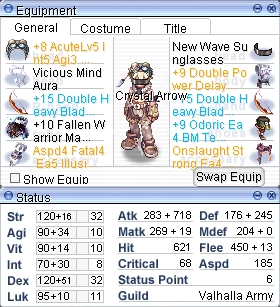 Equipment
General Costume Title
+8 AcuteLv5 I
nt5 Agi3 ...
New Wave Su
nglasses
Vicious Mind
Aura
+9 Double Po
wer Delay
Crystal Arrow
+15 Double H
eavy Blad...
+5 Double H
eavy Blad...
+10 Fallen W
arrior Ma...
+9 Odoric Ea
4 BM Te
Aspd4 Fatal4
Ea5 Illusi
Onslaught St
rong Ea4
Show Equip
Swap Equip
Status
Str 120+16 32
Agi 90+34 10
Vit 90+14 10
Int 70+30 8
Dex 120+51 32
Luk 95+10 11
Atk 283 + 718
Matk 269 + 19
Hit 621
Critical 68
Status Point
Guild Valhalla Army
Def 176 + 245
Mdef 204 + 0
Flee 450 + 13
Aspd 185